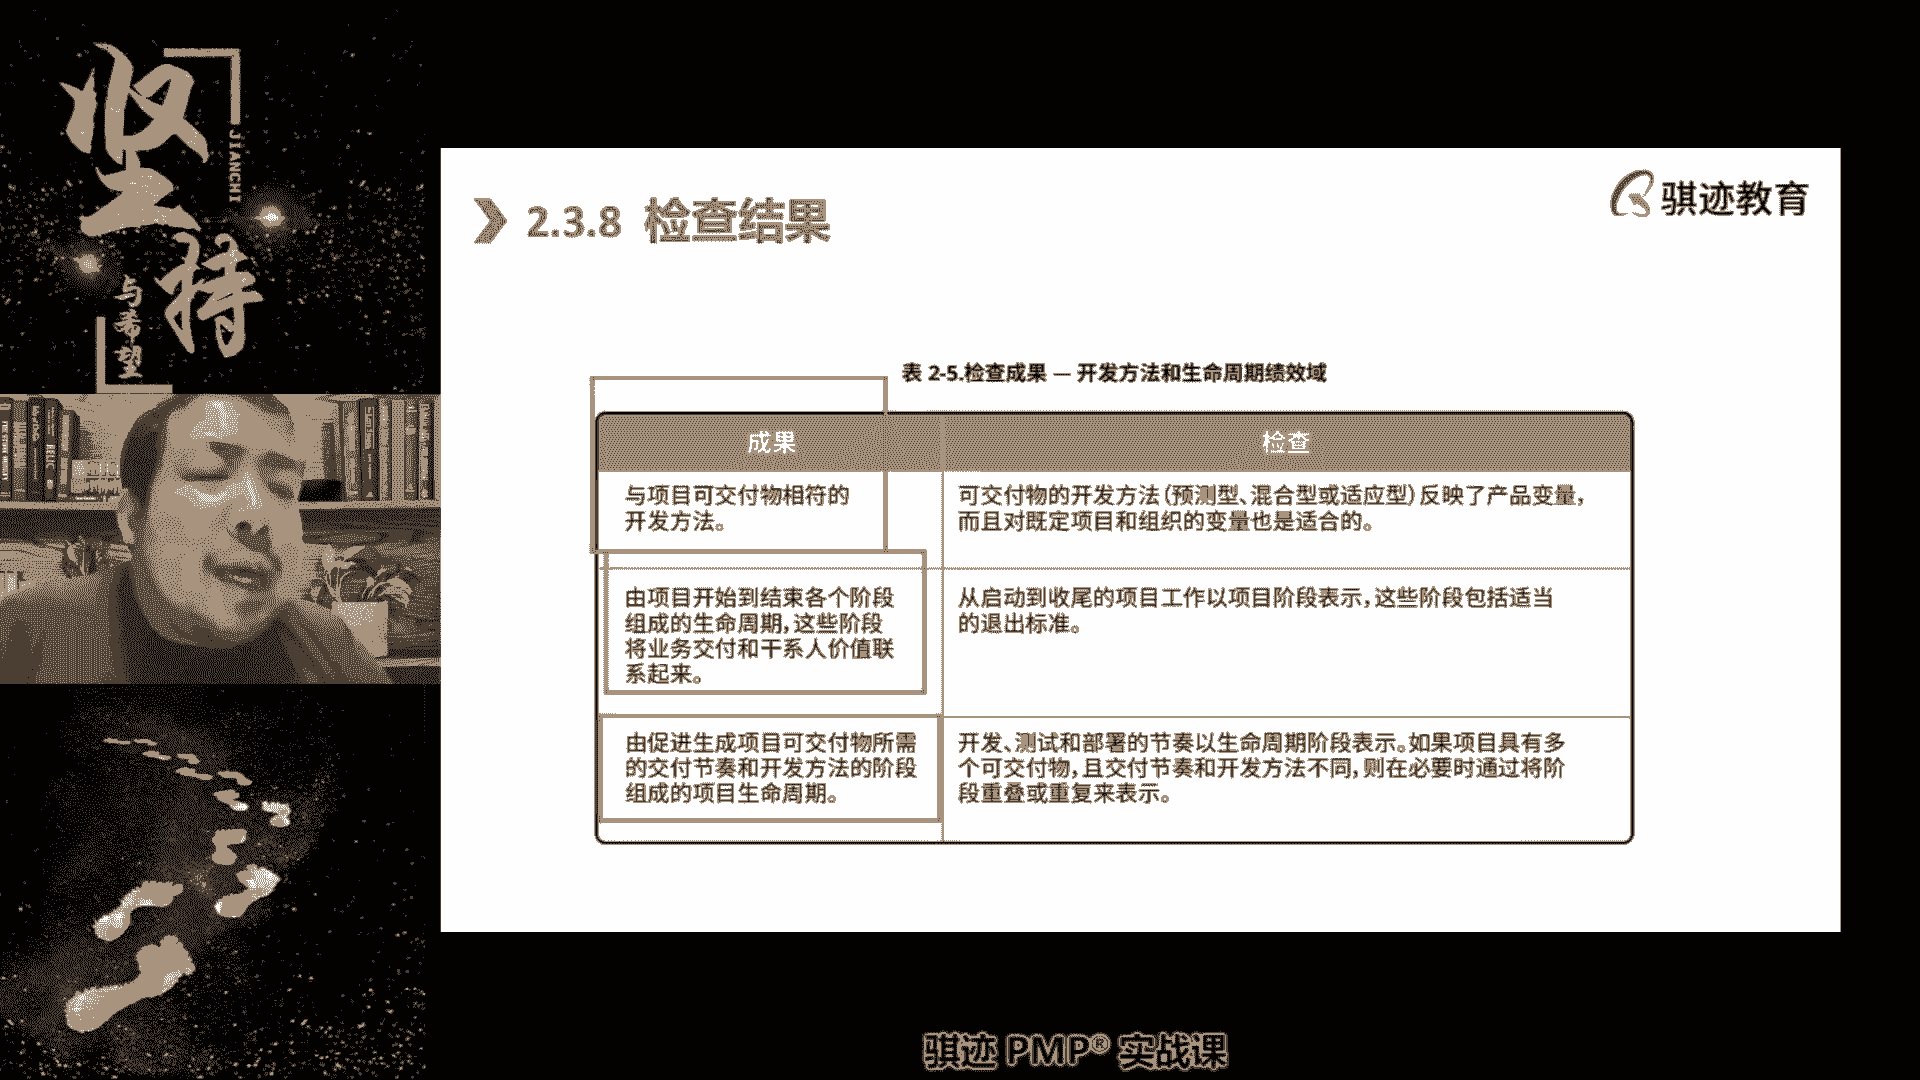 坚持
JIANCHI
与希望
骐迹教育
2.3.8 检查结果
表 2-5.检查成果 — 开发方法和生命周期绩效域
成果
检查
与项目可交付物相符的
开发方法。
可交付物的开发方法(预测型、混合型或适应型)反映了产品变量,
而且对既定项目和组织的变量也是适合的。
由项目开始到结束各个阶段
组成的生命周期,这些阶段
将业务交付和干系人价值联
系起来。
从启动到收尾的项目工作以项目阶段表示,这些阶段包括适当
的退出标准。
由促进生成项目可交付物所需
的交付节奏和开发方法的阶段
组成的项目生命周期。
开发、测试和部署的节奏以生命周期阶段表示。如果项目具有多
个可交付物,且交付节奏和开发方法不同,则在必要时通过将阶
段重叠或重复来表示。
骐迹 PMP® 实战课